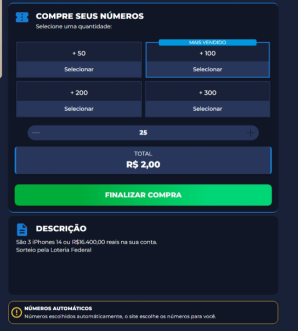 COMPRE SEUS NÚMEROS
Selecione uma quantidade:
+ 50
Selecionar
MAIS VENDIDO
+ 100
Selecionar
+ 200
Selecionar
+ 300
Selecionar
25
TOTAL
R$ 2,00
FINALIZAR COMPRA
DESCRIÇÃO
São 3 iPhones 14 ou R$16.400,00 reais na sua conta.
Sorteio pela Loteria Federal
NÚMEROS AUTOMÁTICOS
Números escolhidos automáticamente, o site escolhe os números para você.